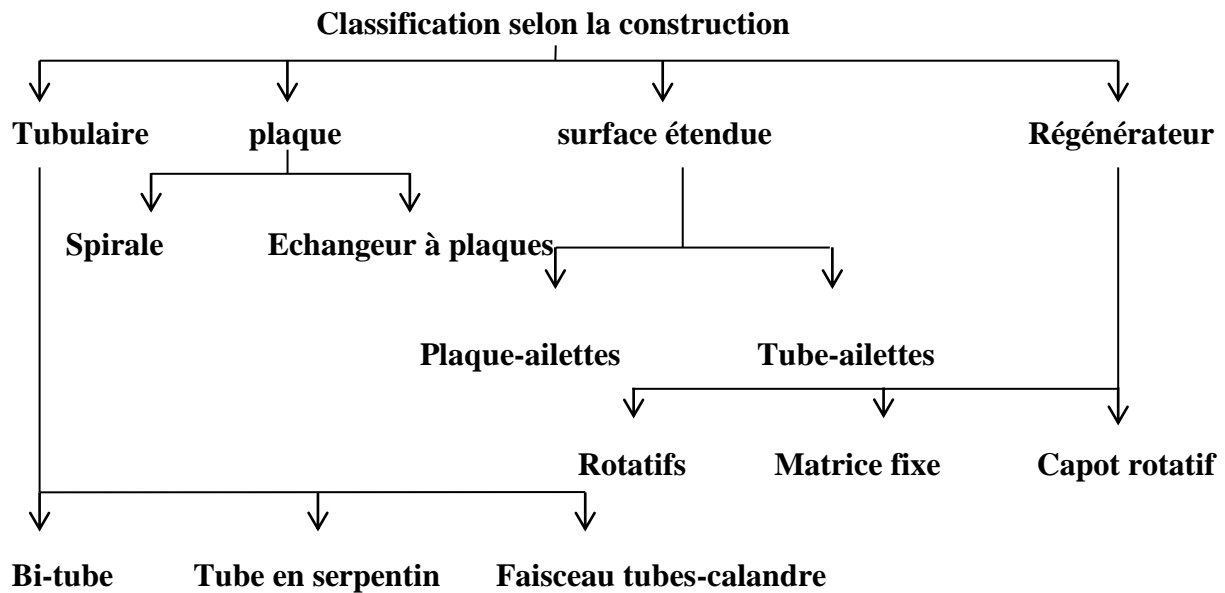 Classification selon la construction
Tubulaire plaque surface étendue Régénérateur
Spirale Echangeur à plaques
Plaque-ailettes Tube-ailettes
Rotatifs Matrice fixe Capot rotatif
Bi-tube Tube en serpentin Faisceau tubes-calandre